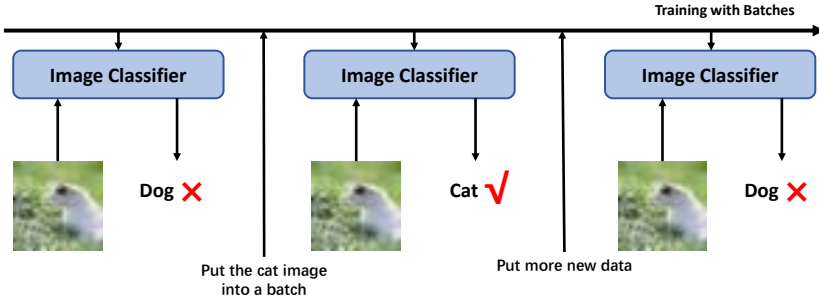 Training with Batches
Image Classifier
Image Classifier
Image Classifier
Dog ×
Cat √
Dog ×
Put the cat image
into a batch
Put more new data